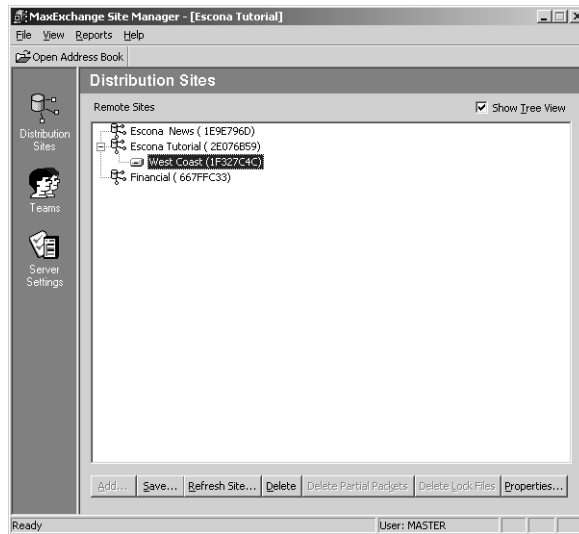 MaxExchange Site Manager - [Escona Tutorial]
File View Reports Help
Open Address Book
Distribution Sites
Remote Sites
Show Tree View
Distribution
Sites
Teams
Server
Settings
Escona News ( 1E9E796D)
Escona Tutorial ( 2E076B59)
West Coast (1F327C4C)
Financial ( 667FFC33)
Add... Save... Refresh Site... Delete Delete Partial Packets Delete Lock Files Properties...
Ready
User: MASTER